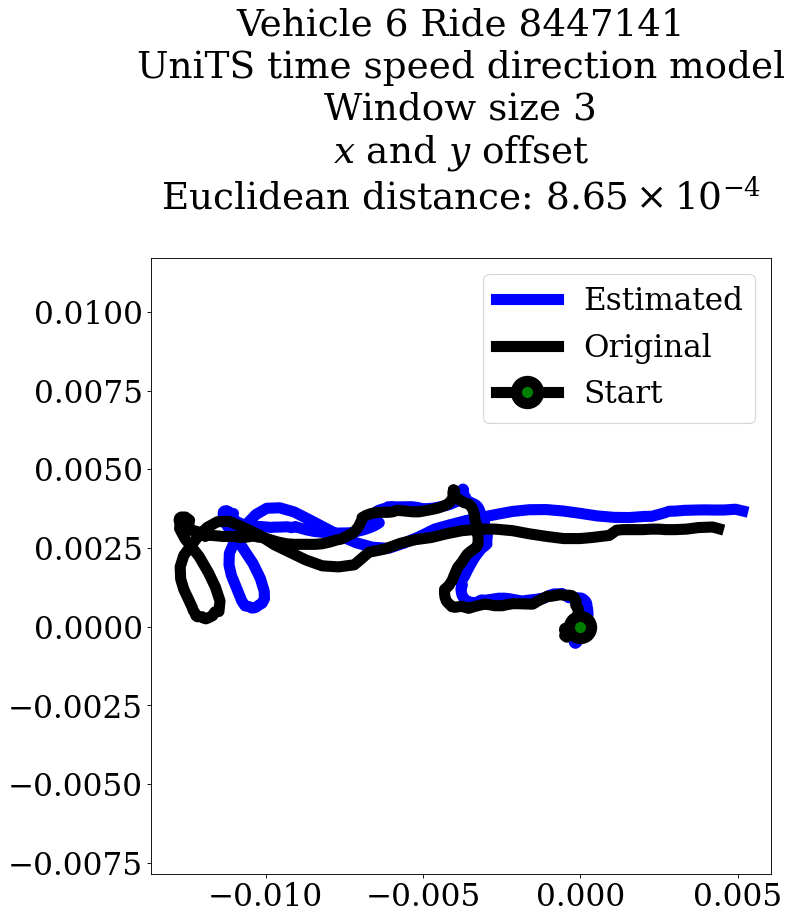 Vehicle 6 Ride 8447141
UniTS time speed direction model
Window size 3
x and y offset
Euclidean distance: 8.65 × 10⁻⁴
Estimated
Original
Start
0.0100
0.0075
0.0050
0.0025
0.0000
−0.0025
−0.0050
−0.0075
−0.010 −0.005 0.000 0.005